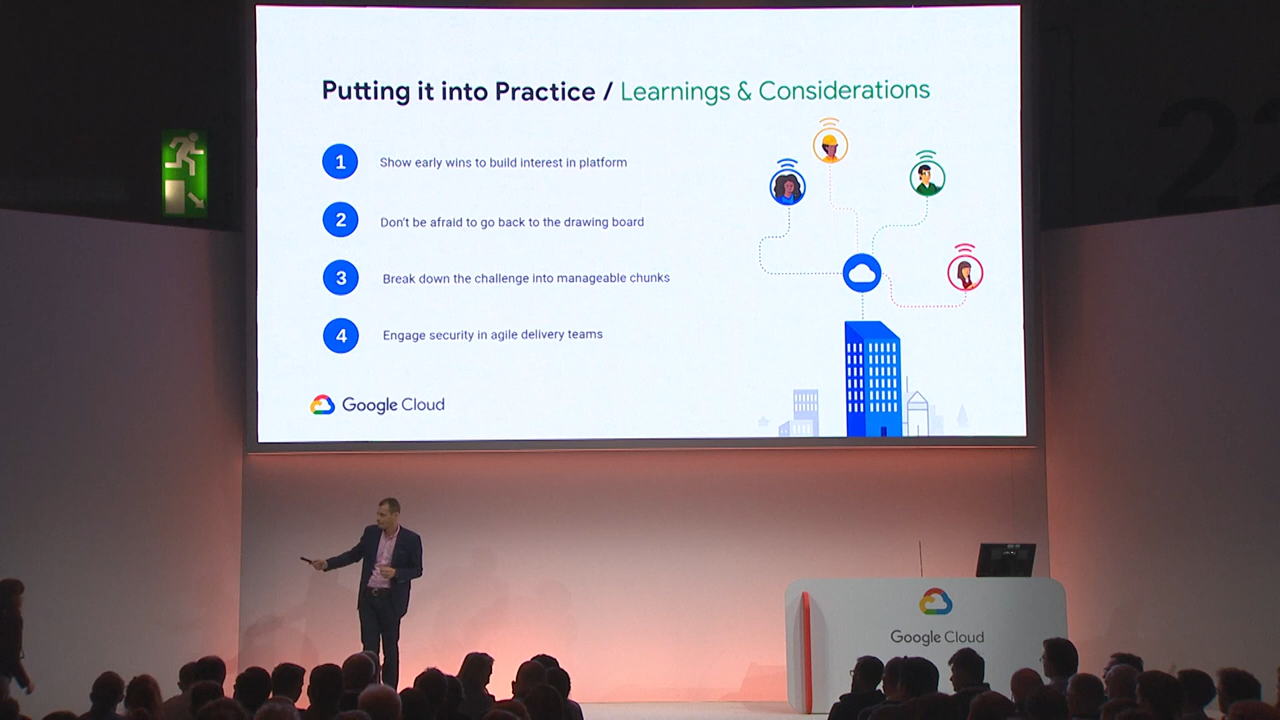 Putting it into Practice / Learnings & Considerations
1 Show early wins to build interest in platform
2 Don't be afraid to go back to the drawing board
3 Break down the challenge into manageable chunks
4 Engage security in agile delivery teams
Google Cloud
Google Cloud